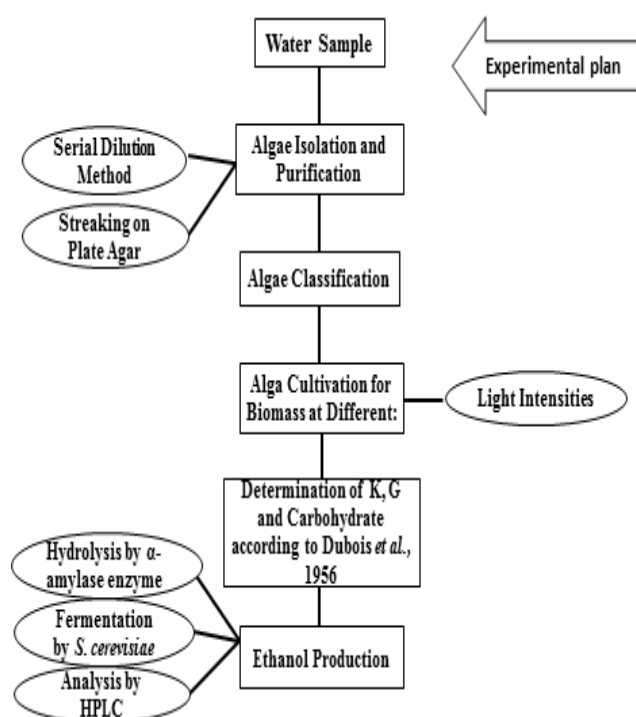 Water Sample
Experimental plan
Serial Dilution
Method
Algae Isolation and
Purification
Streaking on
Plate Agar
Algae Classification
Alga Cultivation for
Biomass at Different:
Light Intensities
Determination of K, G
and Carbohydrate
according to Dubois et al.,
1956
Hydrolysis by α-
amylase enzyme
Fermentation
by S. cerevisiae
Analysis by
HPLC
Ethanol Production